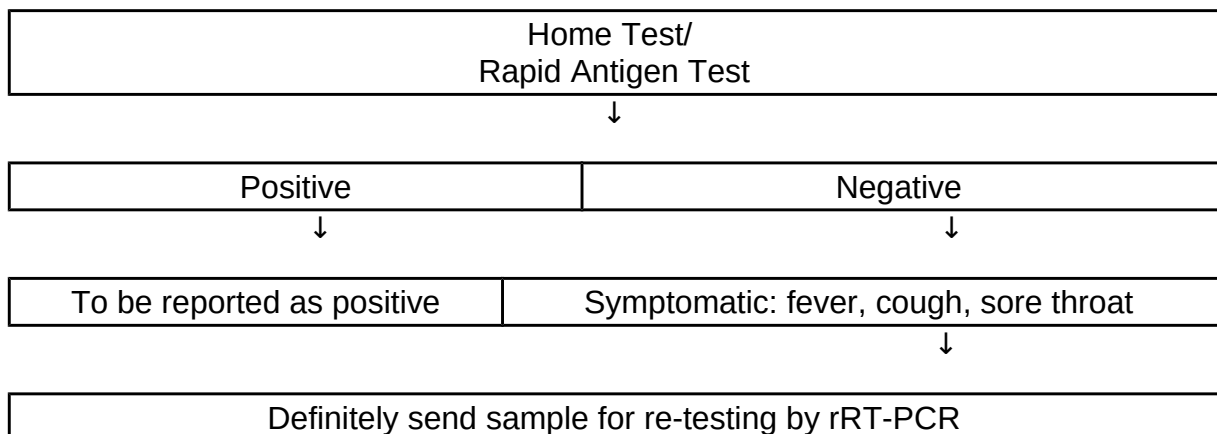 Home Test/
Rapid Antigen Test
↓
Positive
Negative
↓
↓
To be reported as positive
Symptomatic: fever, cough, sore throat
↓
Definitely send sample for re-testing by rRT-PCR